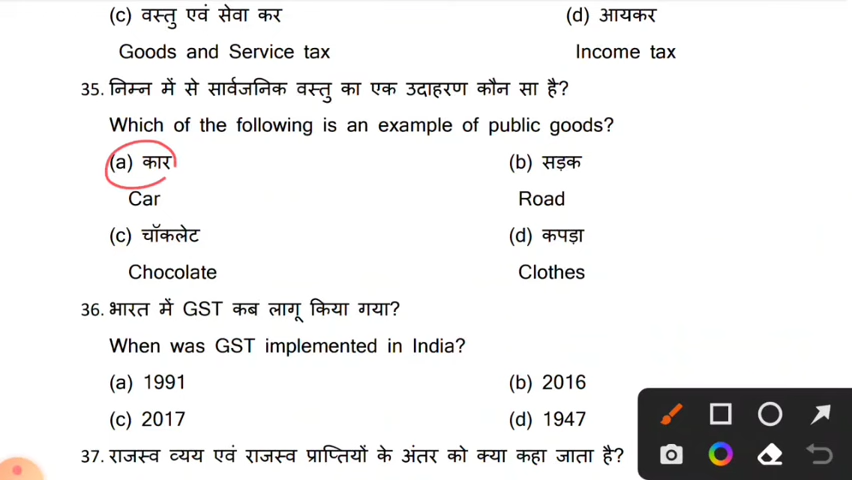 (c) वस्तु एवं सेवा कर (d) आयकर
Goods and Service tax Income tax
35. निम्न में से सार्वजनिक वस्तु का एक उदाहरण कौन सा है?
Which of the following is an example of public goods?
(a) कार (b) सड़क
Car Road
(c) चॉकलेट (d) कपड़ा
Chocolate Clothes
36. भारत में GST कब लागू किया गया?
When was GST implemented in India?
(a) 1991 (b) 2016
(c) 2017 (d) 1947
37. राजस्व व्यय एवं राजस्व प्राप्तियों के अंतर को क्या कहा जाता है?